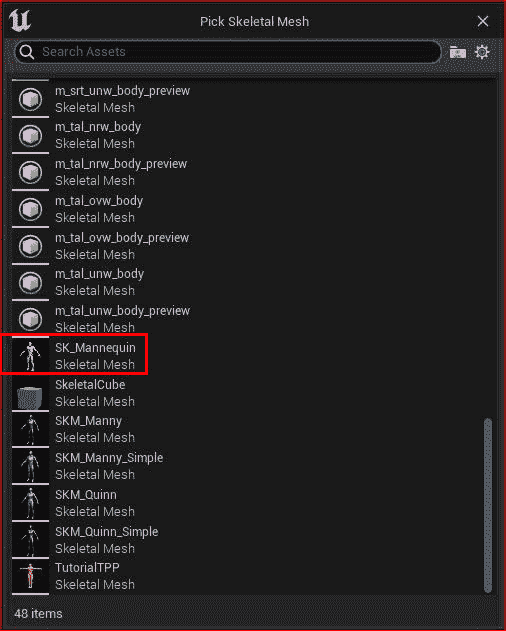 Pick Skeletal Mesh
Search Assets
m_srt_unw_body_preview
Skeletal Mesh
m_tal_nrw_body
Skeletal Mesh
m_tal_nrw_body_preview
Skeletal Mesh
m_tal_ovw_body
Skeletal Mesh
m_tal_ovw_body_preview
Skeletal Mesh
m_tal_unw_body
Skeletal Mesh
m_tal_unw_body_preview
Skeletal Mesh
SK_Mannequin
Skeletal Mesh
SkeletalCube
Skeletal Mesh
SKM_Manny
Skeletal Mesh
SKM_Manny_Simple
Skeletal Mesh
SKM_Quinn
Skeletal Mesh
SKM_Quinn_Simple
Skeletal Mesh
TutorialTPP
Skeletal Mesh
48 items